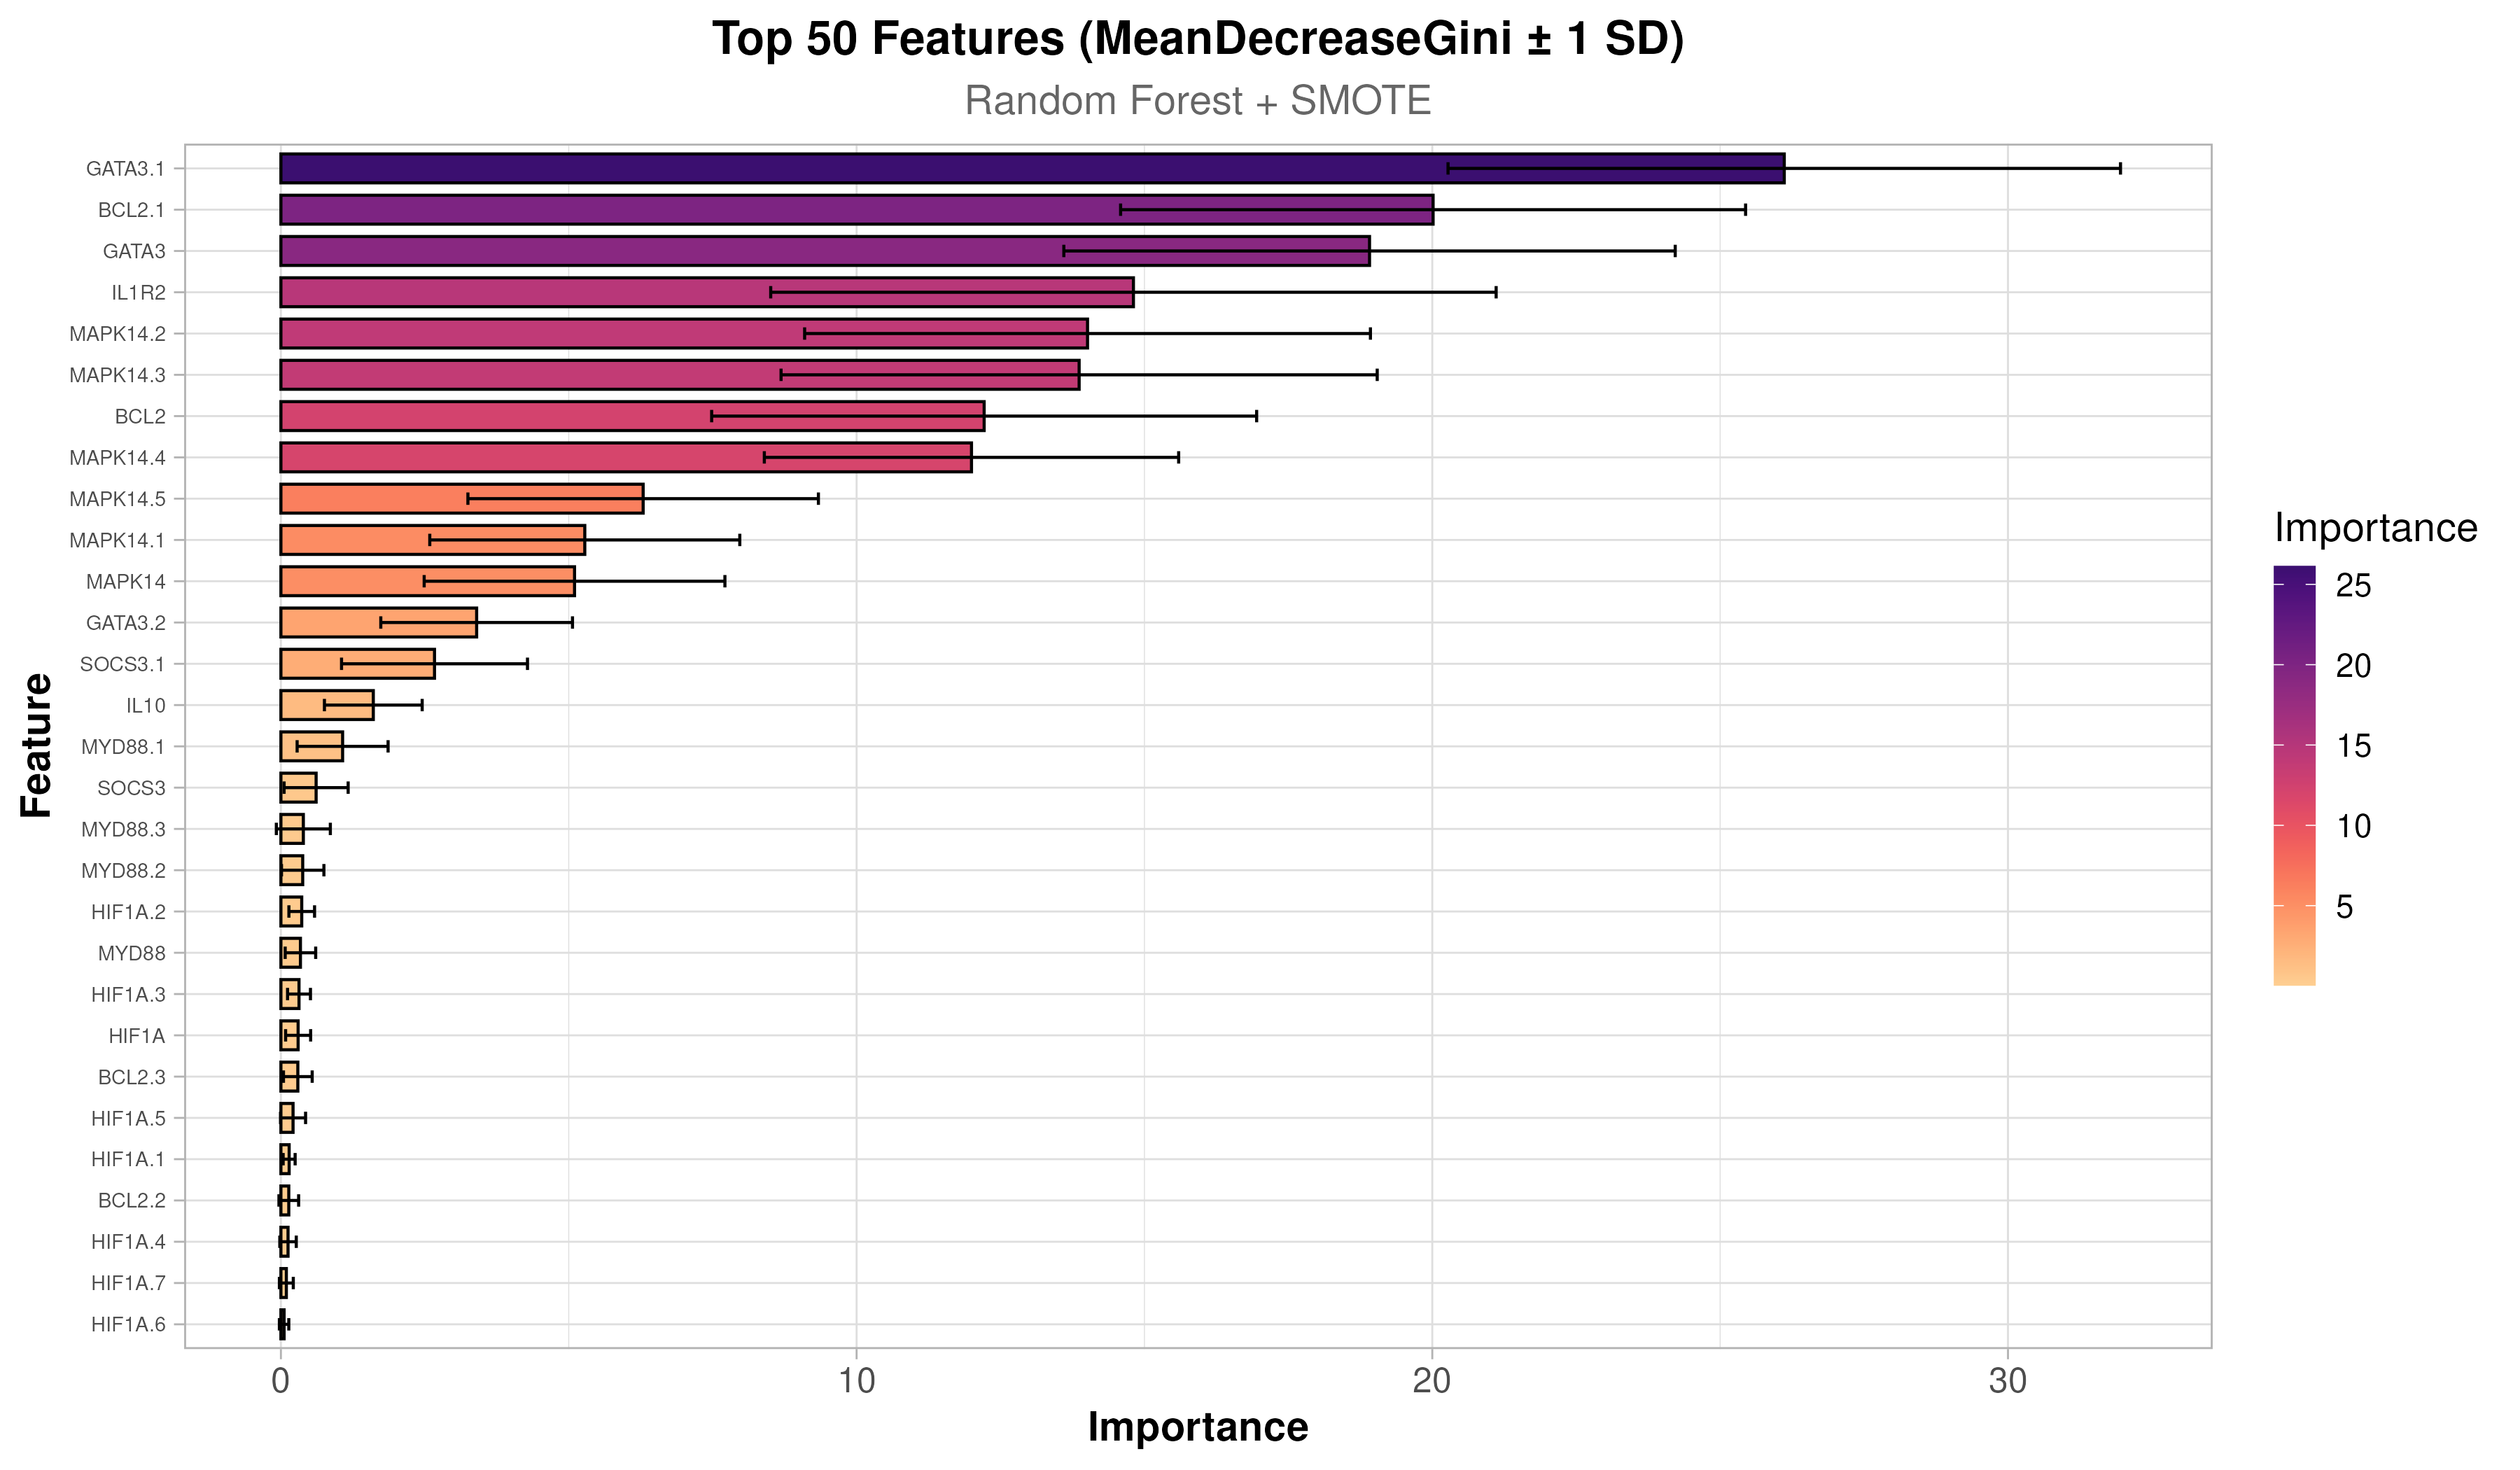 Top 50 Features (MeanDecreaseGini ± 1 SD)
Random Forest + SMOTE
Feature
GATA3.1
BCL2.1
GATA3
IL1R2
MAPK14.2
MAPK14.3
BCL2
MAPK14.4
MAPK14.5
MAPK14.1
MAPK14
GATA3.2
SOCS3.1
IL10
MYD88.1
SOCS3
MYD88.3
MYD88.2
HIF1A.2
MYD88
HIF1A.3
HIF1A
BCL2.3
HIF1A.5
HIF1A.1
BCL2.2
HIF1A.4
HIF1A.7
HIF1A.6
0 10 20 30
Importance
Importance
25
20
15
10
5